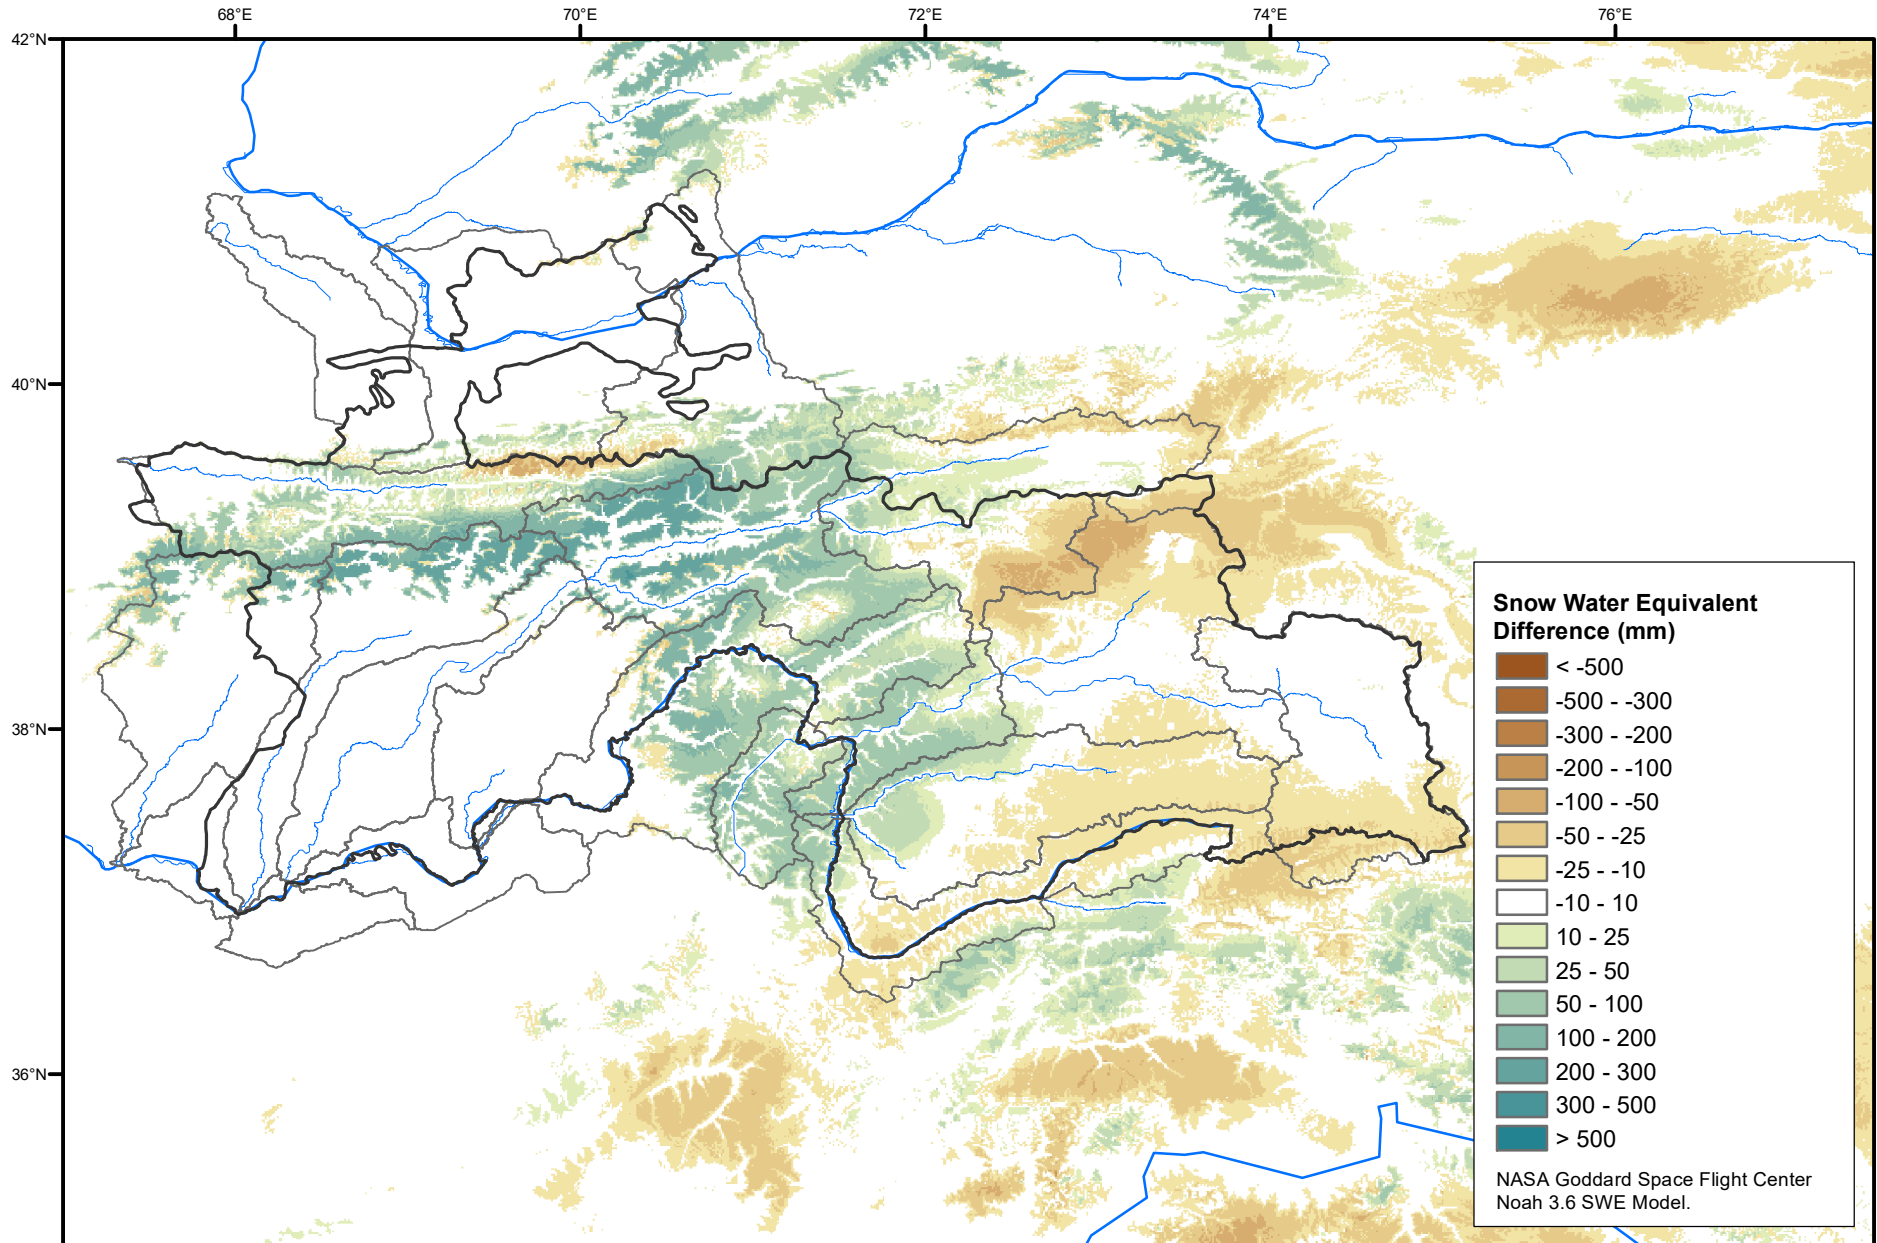 68°E
70°E
72°E
74°E
76°E
42°N
40°N
38°N
36°N
Snow Water Equivalent
Difference (mm)
< -500
-500 - -300
-300 - -200
-200 - -100
-100 - -50
-50 - -25
-25 - -10
-10 - 10
10 - 25
25 - 50
50 - 100
100 - 200
200 - 300
300 - 500
> 500
NASA Goddard Space Flight Center
Noah 3.6 SWE Model.